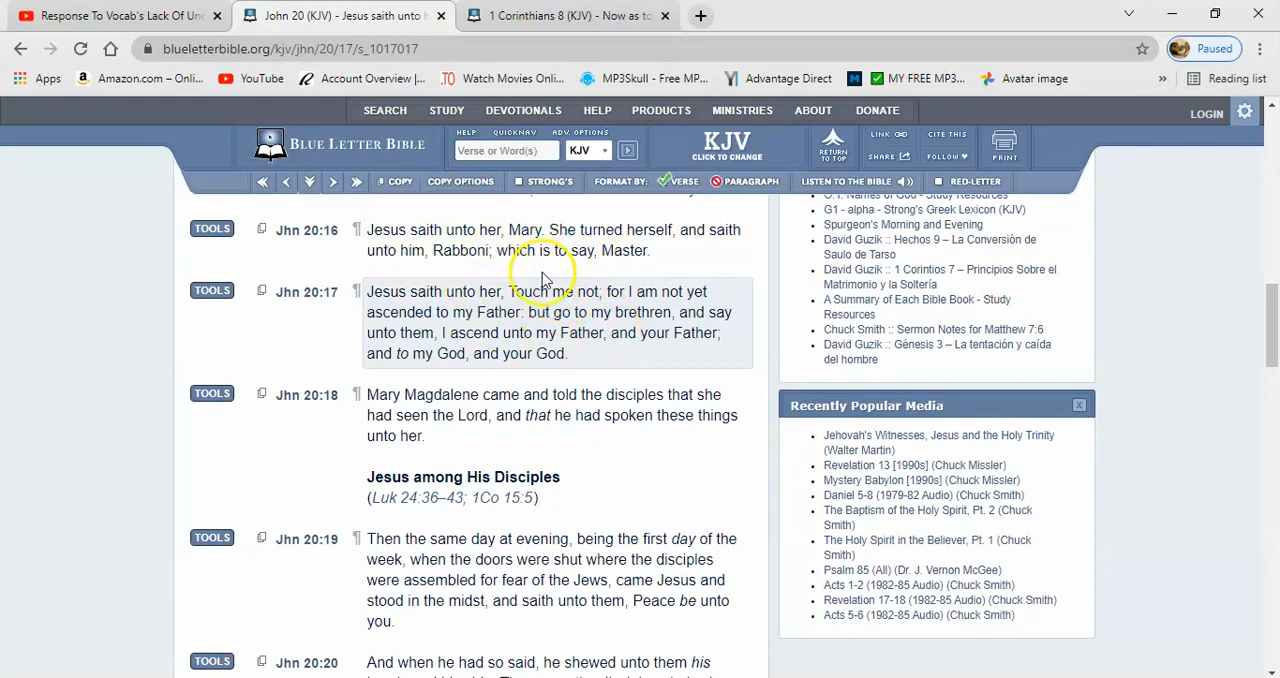 Response To Vocab's Lack Of Un
John 20 (KJV) - Jesus saith unto h
1 Corinthians 8 (KJV) - Now as to
blueletterbible.org/kjv/jhn/20/17/s_1017017
Paused
Apps
Amazon.com – Onli...
YouTube
Account Overview |...
Watch Movies Onli...
MP3Skull - Free MP...
Advantage Direct
MY FREE MP3...
Avatar image
»
Reading list
SEARCH
STUDY
DEVOTIONALS
HELP
PRODUCTS
MINISTRIES
ABOUT
DONATE
LOGIN
BLUE LETTER BIBLE
HELP
QUICKNAV
ADV. OPTIONS
Verse or Word(s)
KJV
KJV
CLICK TO CHANGE
RETURN
TO TOP
LINK
SHARE
CITE THIS
FOLLOW
PRINT
COPY
COPY OPTIONS
STRONG'S
FORMAT BY:
VERSE
PARAGRAPH
LISTEN TO THE BIBLE
RED-LETTER
TOOLS
Jhn 20:16
¶
Jesus saith unto her, Mary. She turned herself, and saith
unto him, Rabboni; which is to say, Master.
TOOLS
Jhn 20:17
¶
Jesus saith unto her, Touch me not; for I am not yet
ascended to my Father: but go to my brethren, and say
unto them, I ascend unto my Father, and your Father;
and to my God, and your God.
TOOLS
Jhn 20:18
¶
Mary Magdalene came and told the disciples that she
had seen the Lord, and that he had spoken these things
unto her.
Jesus among His Disciples
(Luk 24:36–43; 1Co 15:5)
TOOLS
Jhn 20:19
¶
Then the same day at evening, being the first day of the
week, when the doors were shut where the disciples
were assembled for fear of the Jews, came Jesus and
stood in the midst, and saith unto them, Peace be unto
you.
TOOLS
Jhn 20:20
¶
And when he had so said, he shewed unto them his
Names of God - Study Resources
G1 - alpha - Strong's Greek Lexicon (KJV)
Spurgeon's Morning and Evening
David Guzik :: Hechos 9 – La Conversión de
Saulo de Tarso
David Guzik :: 1 Corintios 7 – Principios Sobre el
Matrimonio y la Soltería
A Summary of Each Bible Book - Study
Resources
Chuck Smith :: Sermon Notes for Matthew 7:6
David Guzik :: Génesis 3 – La tentación y caída
del hombre
Recently Popular Media
x
Jehovah's Witnesses, Jesus and the Holy Trinity
(Walter Martin)
Revelation 13 [1990s] (Chuck Missler)
Mystery Babylon [1990s] (Chuck Missler)
Daniel 5-8 (1979-82 Audio) (Chuck Smith)
The Baptism of the Holy Spirit, Pt. 2 (Chuck
Smith)
The Holy Spirit in the Believer, Pt. 1 (Chuck
Smith)
Psalm 85 (All) (Dr. J. Vernon McGee)
Acts 1-2 (1982-85 Audio) (Chuck Smith)
Revelation 17-18 (1982-85 Audio) (Chuck Smith)
Acts 5-6 (1982-85 Audio) (Chuck Smith)